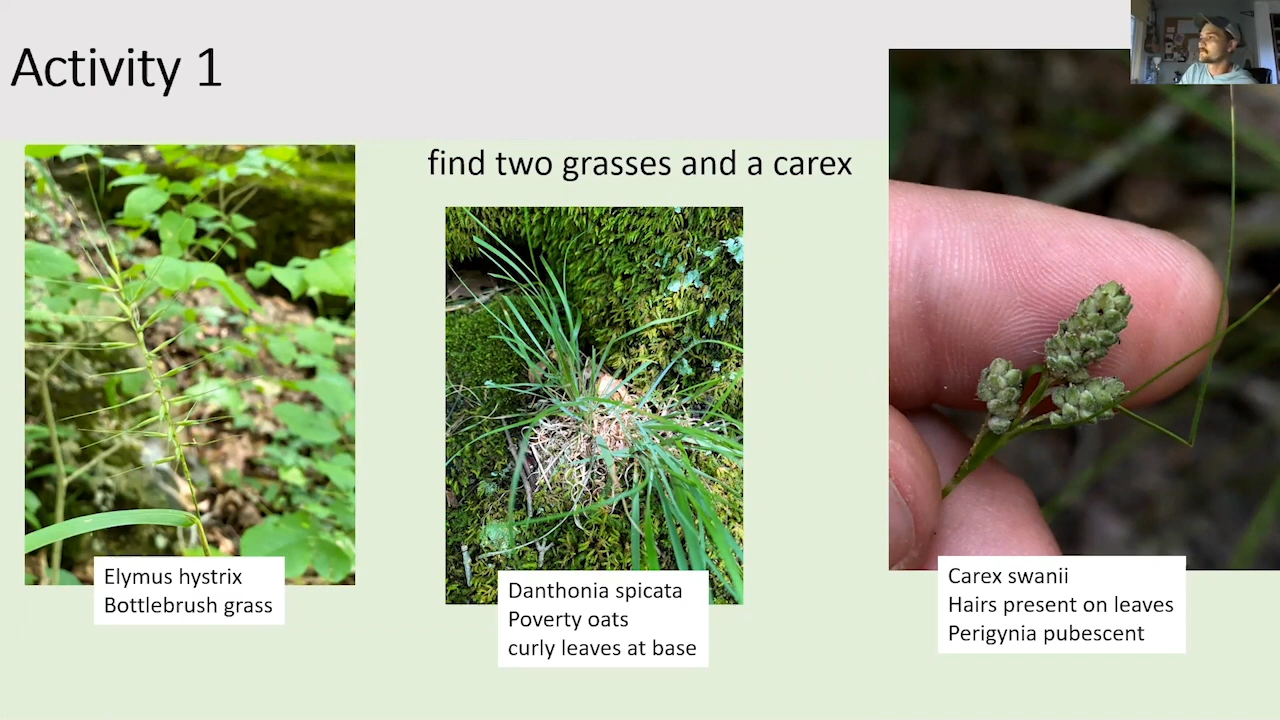 Activity 1
find two grasses and a carex
Elymus hystrix
Bottlebrush grass
Danthonia spicata
Poverty oats
curly leaves at base
Carex swanii
Hairs present on leaves
Perigynia pubescent